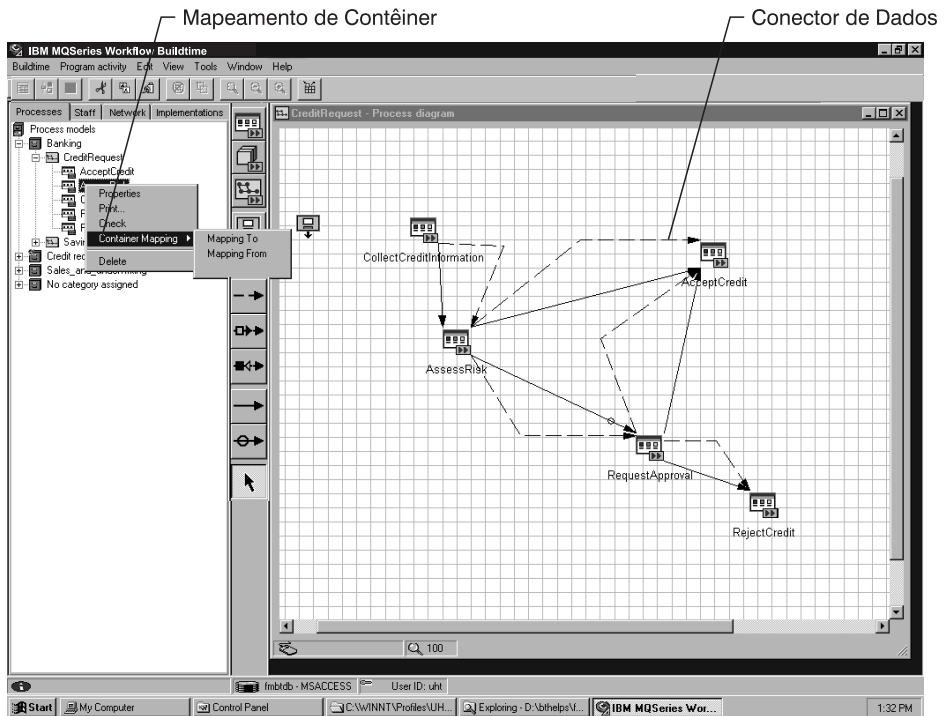 Mapeamento de Contêiner
Conector de Dados
IBM MQSeries Workflow Buildtime
Buildtime Program activity Edit View Tools Window Help
Processes Staff Network Implementations
CreditRequest - Process diagram
Process models
Banking
CreditRequest
AcceptCredit
Properties
Print...
Check
Container Mapping
Mapping To
Mapping From
Delete
Credit
Sales_and_
No category assigned
CollectCreditInformation
AcceptCredit
AssessRisk
RequestApproval
RejectCredit
100
fmbtdb - MSACCESS
User ID: uht
Start
My Computer
Control Panel
C:\WINNT\Profiles\UH...
Exploring - D:\bthelps\f...
IBM MQSeries Wor...
1:32 PM